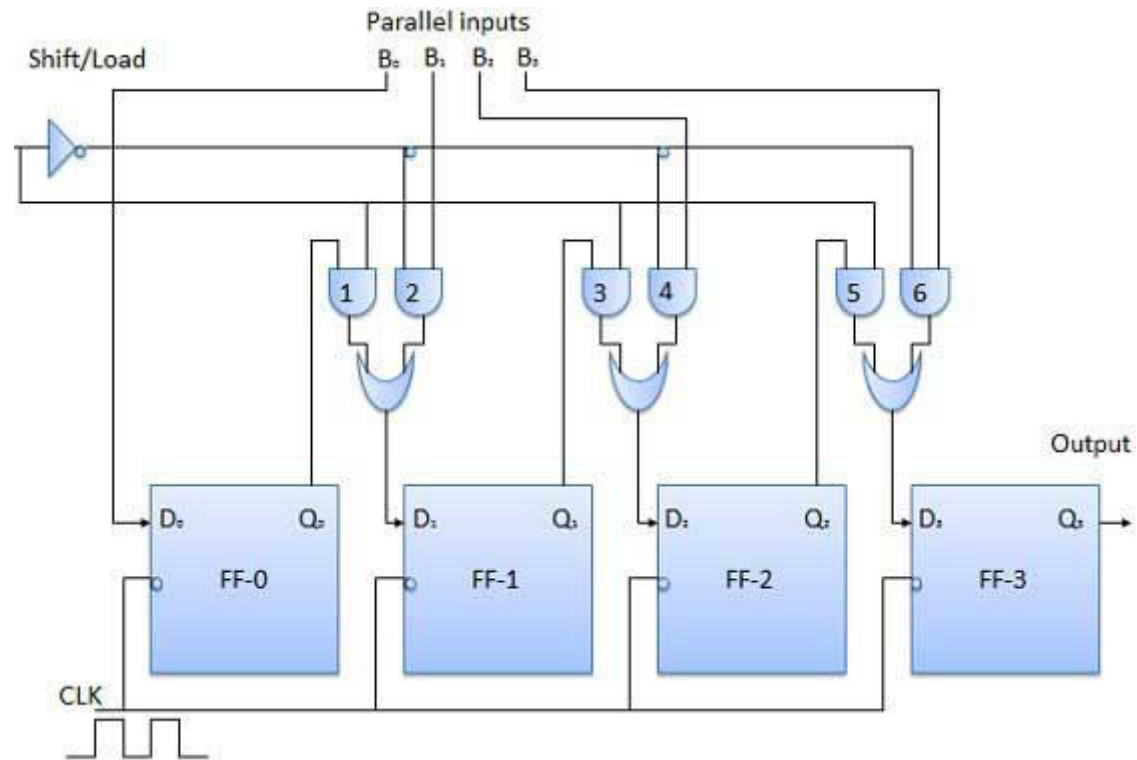 Parallel inputs
Shift/Load
B₀ B₁ B₂ B₃
1 2 3 4 5 6
Output
D₀ Q₀ D₁ Q₁ D₂ Q₂ D₃ Q₃
FF-0 FF-1 FF-2 FF-3
CLK